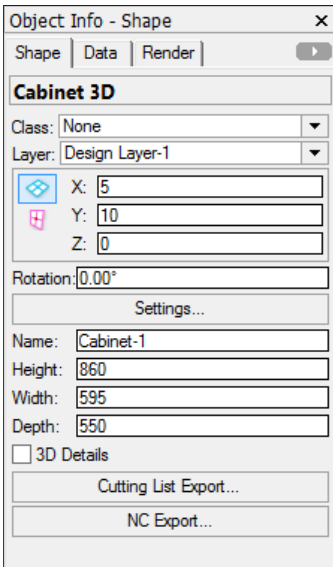 Object Info - Shape
Shape Data Render
Cabinet 3D
Class: None
Layer: Design Layer-1
X: 5
Y: 10
Z: 0
Rotation: 0.00°
Settings...
Name: Cabinet-1
Height: 860
Width: 595
Depth: 550
3D Details
Cutting List Export...
NC Export...